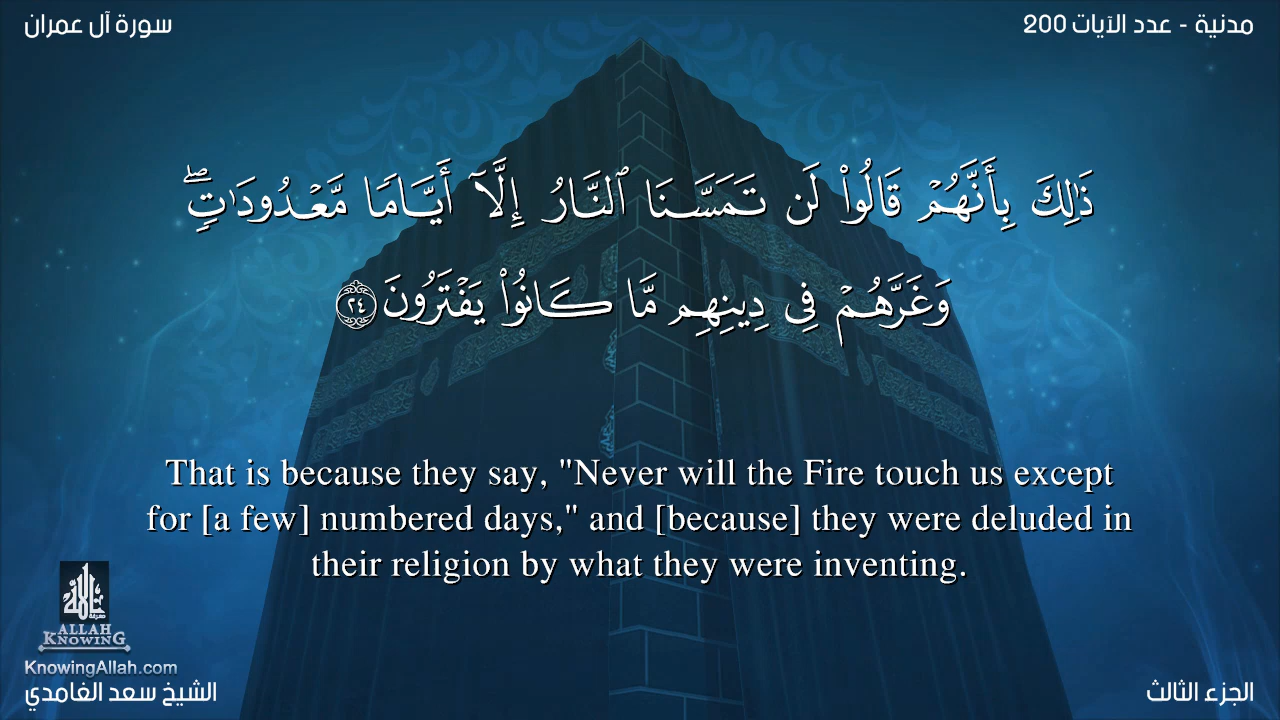 سورة آل عمران
مدنية - عدد الآيات 200
ذَٰلِكَ بِأَنَّهُمْ قَالُوا۟ لَن تَمَسَّنَا ٱلنَّارُ إِلَّآ أَيَّامًا مَّعْدُودَٰتٍۢ ۖ
وَغَرَّهُمْ فِى دِينِهِم مَّا كَانُوا۟ يَفْتَرُونَ ٢٤
That is because they say, "Never will the Fire touch us except
for [a few] numbered days," and [because] they were deluded in
their religion by what they were inventing.
ALLAH
KNOWING
KnowingAllah.com
الشيخ سعد الغامدي
الجزء الثالث